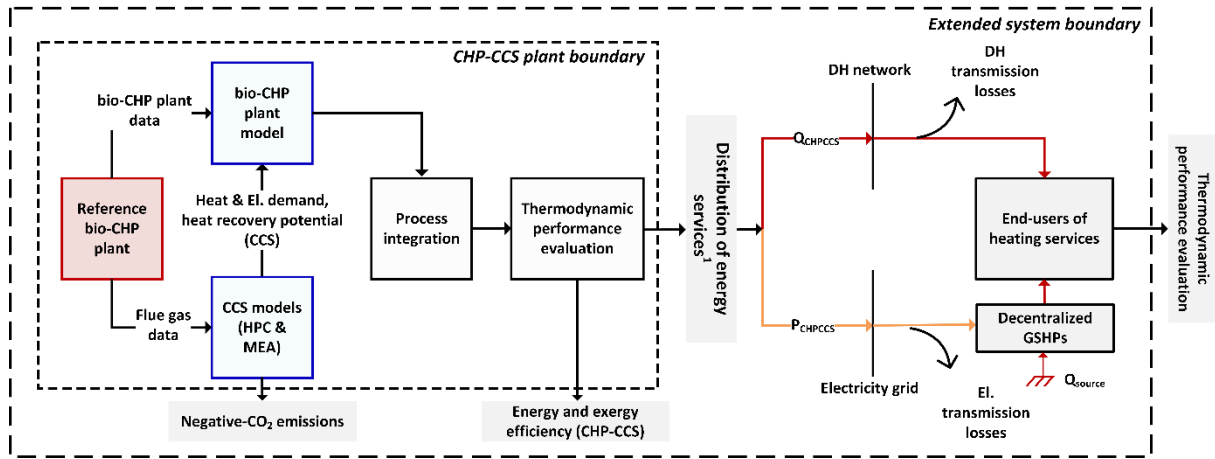 Extended system boundary
CHP-CCS plant boundary
bio-CHP plant
data
bio-CHP
plant
model
Reference
bio-CHP
plant
Heat & El. demand,
heat recovery potential
(CCS)
Flue gas
data
CCS models
(HPC &
MEA)
Process
integration
Thermodynamic
performance
evaluation
Negative-CO₂ emissions
Energy and exergy
efficiency (CHP-CCS)
Distribution of energy
services¹
DH network
DH
transmission
losses
Q_CHPCCS
End-users of
heating services
P_CHPCCS
Decentralized
GSHPs
Electricity grid
Q_source
El.
transmission
losses
Thermodynamic
performance evaluation